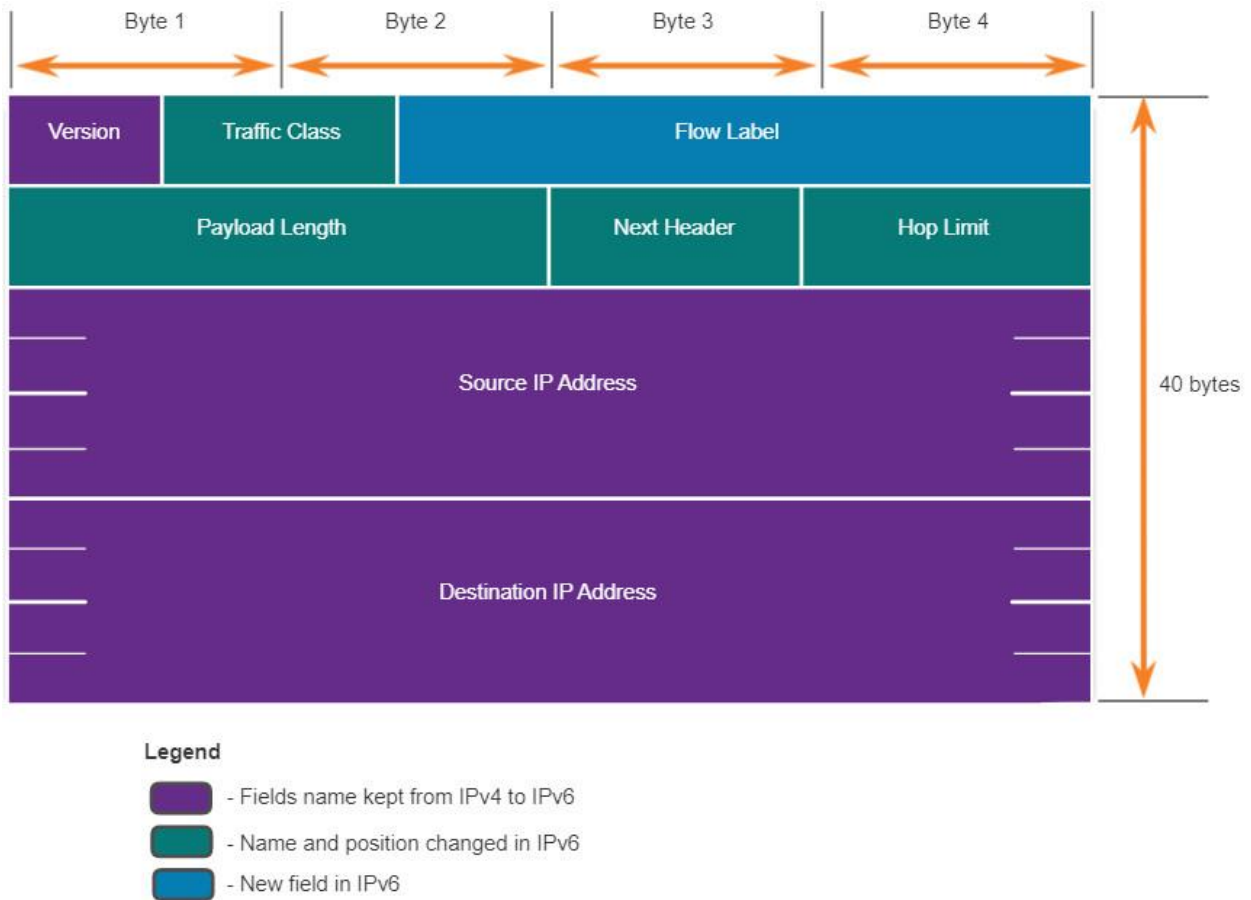 Byte 1 Byte 2 Byte 3 Byte 4
Version Traffic Class Flow Label
Payload Length Next Header Hop Limit
Source IP Address
40 bytes
Destination IP Address
Legend
- Fields name kept from IPv4 to IPv6
- Name and position changed in IPv6
- New field in IPv6